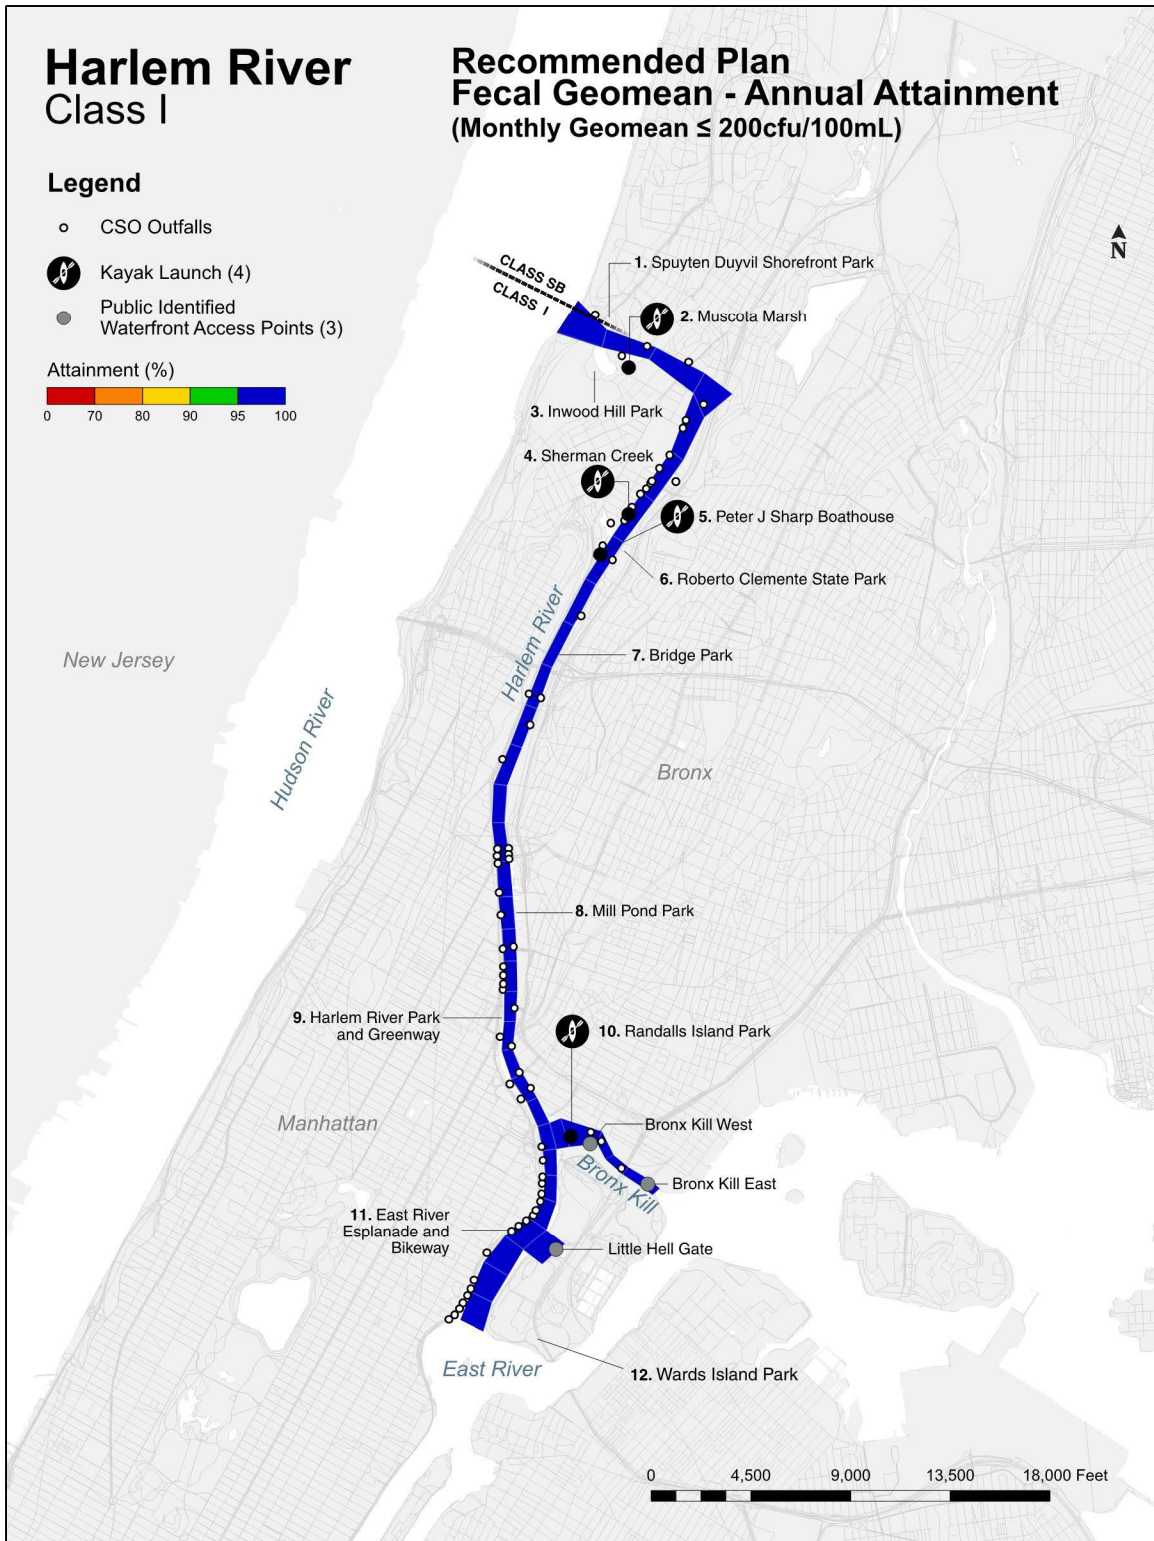 Harlem River
Class I
Recommended Plan
Fecal Geomean - Annual Attainment
(Monthly Geomean ≤ 200cfu/100mL)
Legend
CSO Outfalls
Kayak Launch (4)
Public Identified
Waterfront Access Points (3)
Attainment (%)
0 70 80 90 95 100
N
CLASS SB
CLASS I
1. Spuyten Duyvil Shorefront Park
2. Muscota Marsh
3. Inwood Hill Park
4. Sherman Creek
5. Peter J Sharp Boathouse
6. Roberto Clemente State Park
Harlem River
7. Bridge Park
New Jersey
Hudson River
Bronx
8. Mill Pond Park
9. Harlem River Park
and Greenway
10. Randalls Island Park
Manhattan
Bronx Kill West
Bronx Kill
Bronx Kill East
11. East River
Esplanade and
Bikeway
Little Hell Gate
East River
12. Wards Island Park
0 4,500 9,000 13,500 18,000 Feet